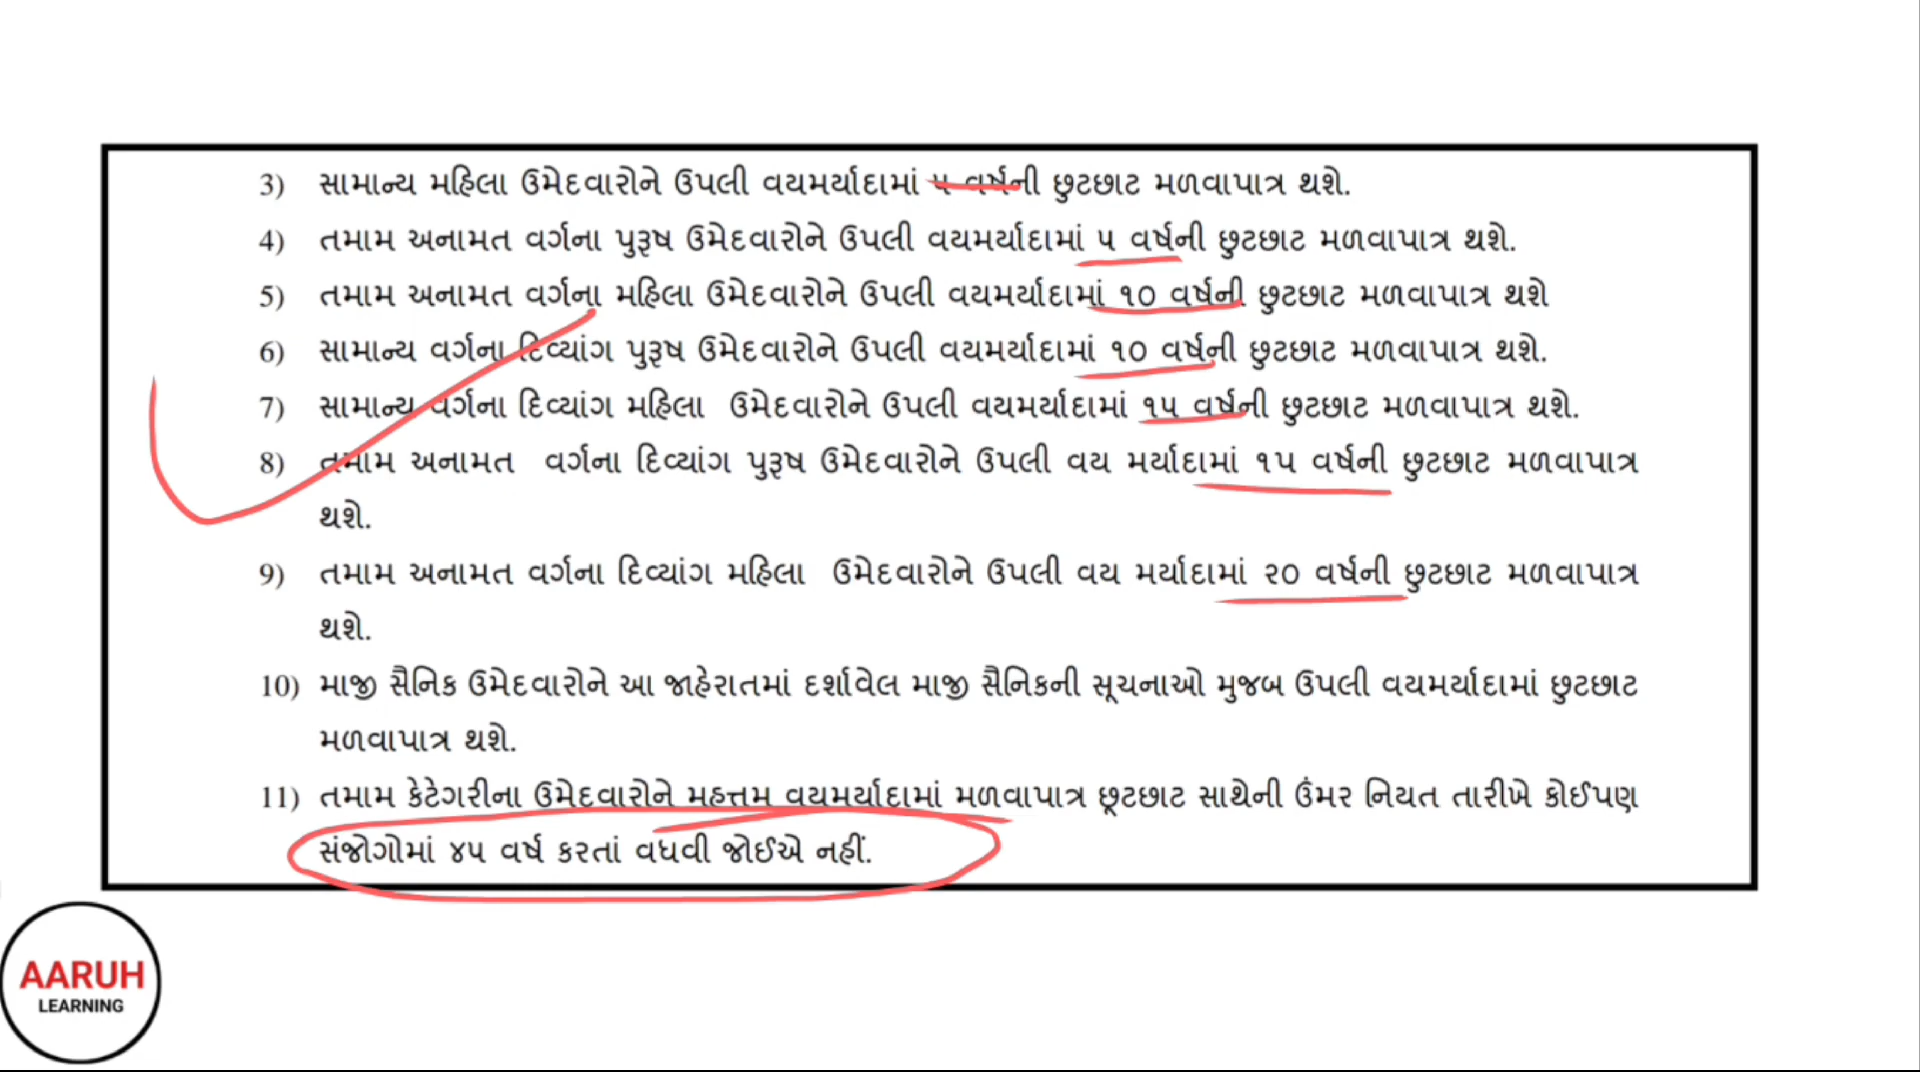 3) સામાન્ય મહિલા ઉમેદવારોને ઉપલી વયમર્યાદામાં ૫ વર્ષની છુટછાટ મળવાપાત્ર થશે.
4) તમામ અનામત વર્ગના પુરૂષ ઉમેદવારોને ઉપલી વયમર્યાદામાં ૫ વર્ષની છુટછાટ મળવાપાત્ર થશે.
5) તમામ અનામત વર્ગના મહિલા ઉમેદવારોને ઉપલી વયમર્યાદામાં ૧૦ વર્ષની છુટછાટ મળવાપાત્ર થશે
6) સામાન્ય વર્ગના દિવ્યાંગ પુરૂષ ઉમેદવારોને ઉપલી વયમર્યાદામાં ૧૦ વર્ષની છુટછાટ મળવાપાત્ર થશે.
7) સામાન્ય વર્ગના દિવ્યાંગ મહિલા ઉમેદવારોને ઉપલી વયમર્યાદામાં ૧૫ વર્ષની છુટછાટ મળવાપાત્ર થશે.
8) તમામ અનામત વર્ગના દિવ્યાંગ પુરૂષ ઉમેદવારોને ઉપલી વય મર્યાદામાં ૧૫ વર્ષની છુટછાટ મળવાપાત્ર
થશે.
9) તમામ અનામત વર્ગના દિવ્યાંગ મહિલા ઉમેદવારોને ઉપલી વય મર્યાદામાં ૨૦ વર્ષની છુટછાટ મળવાપાત્ર
થશે.
10) માજી સૈનિક ઉમેદવારોને આ જાહેરાતમાં દર્શાવેલ માજી સૈનિકની સૂચનાઓ મુજબ ઉપલી વયમર્યાદામાં છુટછાટ
મળવાપાત્ર થશે.
11) તમામ કેટેગરીના ઉમેદવારોને મહત્તમ વયમર્યાદામાં મળવાપાત્ર છૂટછાટ સાથેની ઉંમર નિયત તારીખે કોઈપણ
સંજોગોમાં ૪૫ વર્ષ કરતાં વધવી જોઈએ નહીં.
AARUH
LEARNING